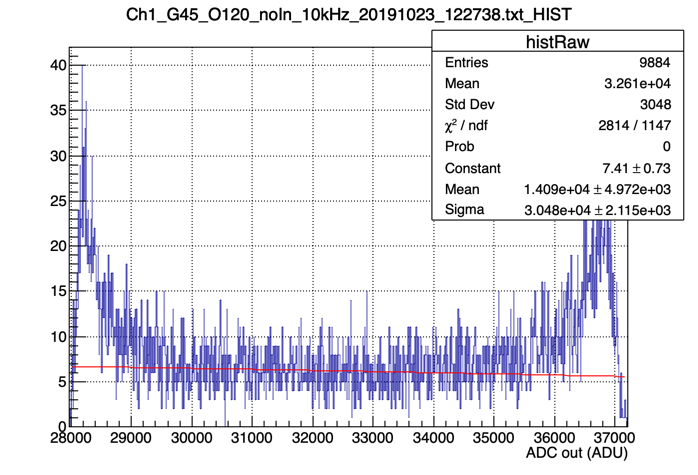 Ch1_G45_O120_noIn_10kHz_20191023_122738.txt_HIST
histRaw
Entries 9884
Mean 3.261e+04
Std Dev 3048
χ² / ndf 2814 / 1147
Prob 0
Constant 7.41 ± 0.73
Mean 1.409e+04 ± 4.972e+03
Sigma 3.048e+04 ± 2.115e+03
40
35
30
25
20
15
10
5
0
28000 29000 30000 31000 32000 33000 34000 35000 36000 37000
ADC out (ADU)